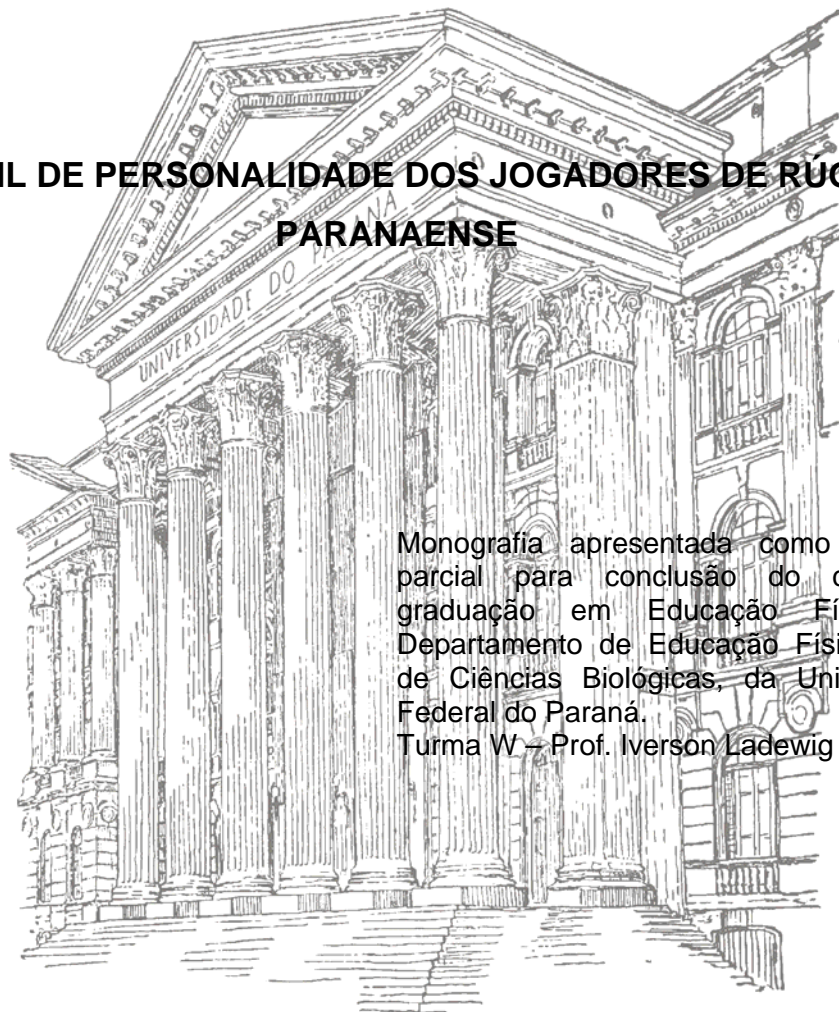 IL DE PERSONALIDADE DOS JOGADORES DE RÚG
PARANAENSE
UNIVERSIDADE DO PARANÁ
Monografia apresentada como
parcial para conclusão do c
graduação em Educação Fí
Departamento de Educação Físi
de Ciências Biológicas, da Uni
Federal do Paraná.
Turma W – Prof. Iverson Ladewig